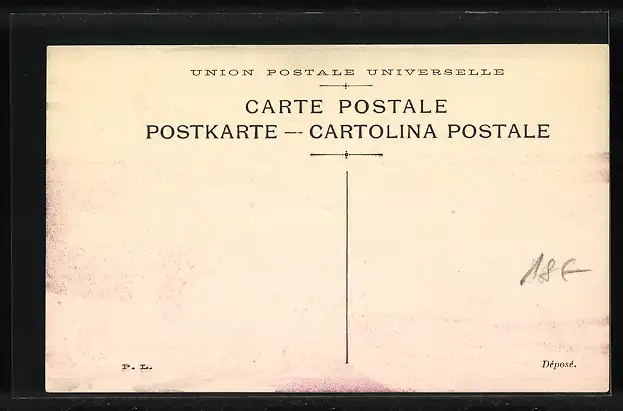 UNION POSTALE UNIVERSELLE
CARTE POSTALE
POSTKARTE — CARTOLINA POSTALE
18€
P. L.
Déposé.